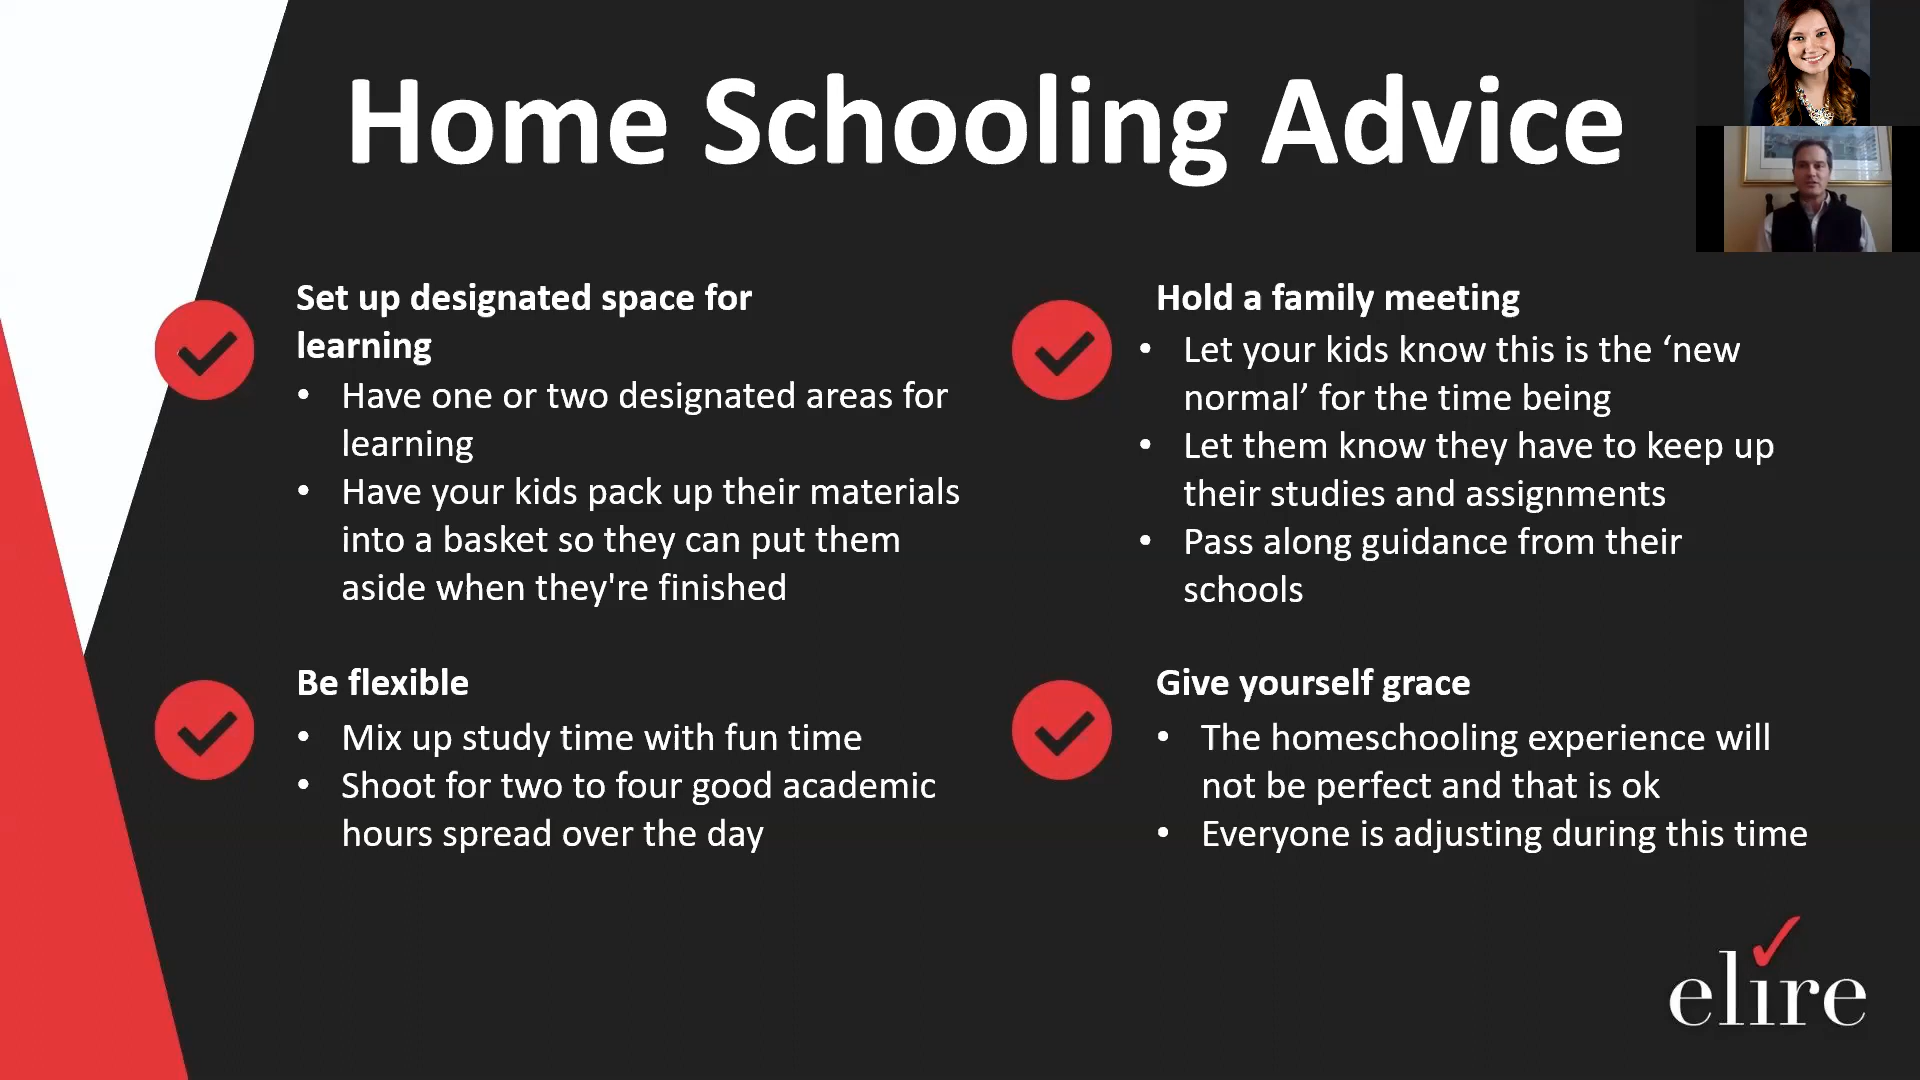 Home Schooling Advice
Set up designated space for
learning
• Have one or two designated areas for
learning
• Have your kids pack up their materials
into a basket so they can put them
aside when they're finished
Hold a family meeting
• Let your kids know this is the ‘new
normal’ for the time being
• Let them know they have to keep up
their studies and assignments
• Pass along guidance from their
schools
Be flexible
• Mix up study time with fun time
• Shoot for two to four good academic
hours spread over the day
Give yourself grace
• The homeschooling experience will
not be perfect and that is ok
• Everyone is adjusting during this time
elire